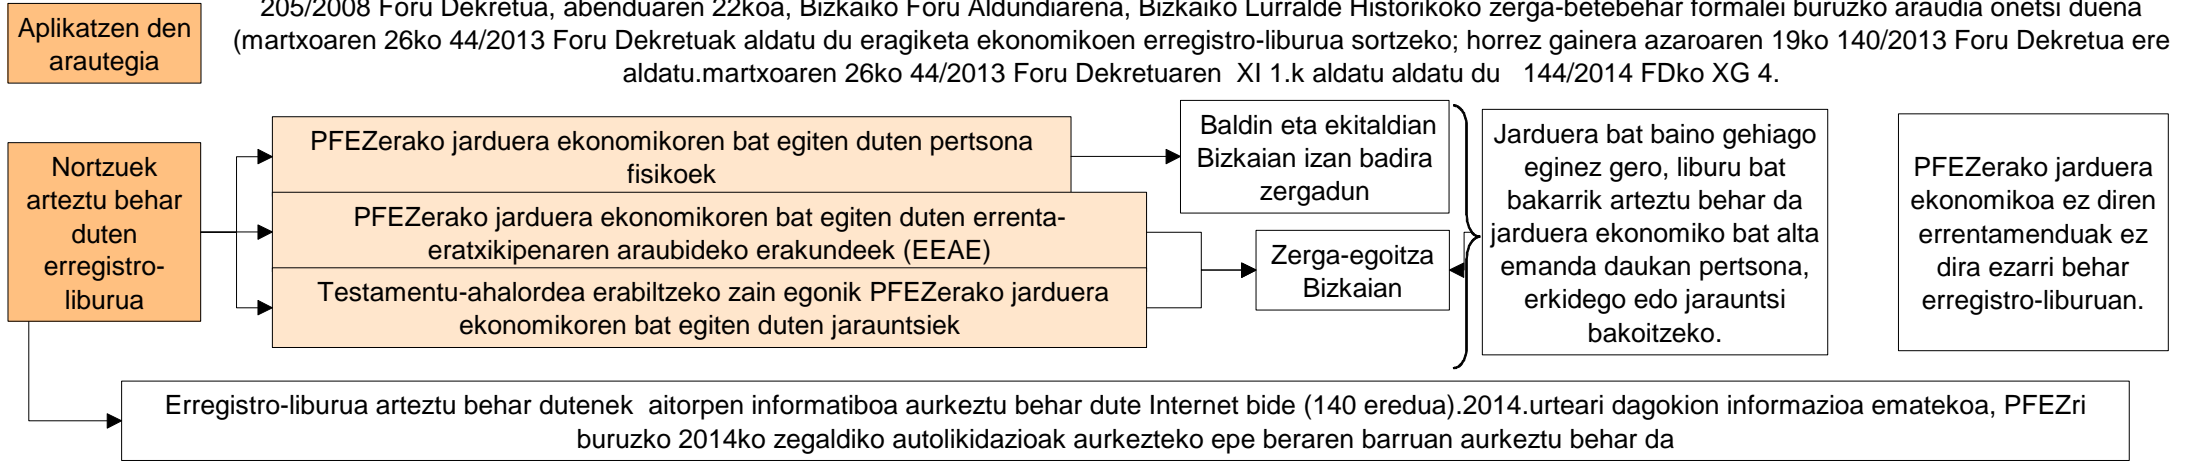 Aplikatzen den
arautegia
205/2008 Foru Dekretua, abenduaren 22koa, Bizkaiko Foru Aldundiarena, Bizkaiko Lurralde Historikoko zerga-betebehar formalei buruzko araudia onetsi duena
(martxoaren 26ko 44/2013 Foru Dekretuak aldatu du eragiketa ekonomikoen erregistro-liburua sortzeko; horrez gainera azaroaren 19ko 140/2013 Foru Dekretua ere
aldatu.martxoaren 26ko 44/2013 Foru Dekretuaren XI 1.k aldatu aldatu du 144/2014 FDko XG 4.
Nortzuek
arteztu behar
duten
erregistro-
liburua
PFEZerako jarduera ekonomikoren bat egiten duten pertsona
fisikoek
PFEZerako jarduera ekonomikoren bat egiten duten errenta-
eratxikipenaren araubideko erakundeek (EEAE)
Testamentu-ahalordea erabiltzeko zain egonik PFEZerako jarduera
ekonomikoren bat egiten duten jarauntsiek
Baldin eta ekitaldian
Bizkaian izan badira
zergadun
Zerga-egoitza
Bizkaian
Jarduera bat baino gehiago
eginez gero, liburu bat
bakarrik arteztu behar da
jarduera ekonomiko bat alta
emanda daukan pertsona,
erkidego edo jarauntsi
bakoitzeko.
PFEZerako jarduera
ekonomikoa ez diren
errentamenduak ez
dira ezarri behar
erregistro-liburuan.
Erregistro-liburua arteztu behar dutenek aitorpen informatiboa aurkeztu behar dute Internet bide (140 eredua).2014.urteari dagokion informazioa ematekoa, PFEZri
buruzko 2014ko zegaldiko autolikidazioak aurkezteko epe beraren barruan aurkeztu behar da